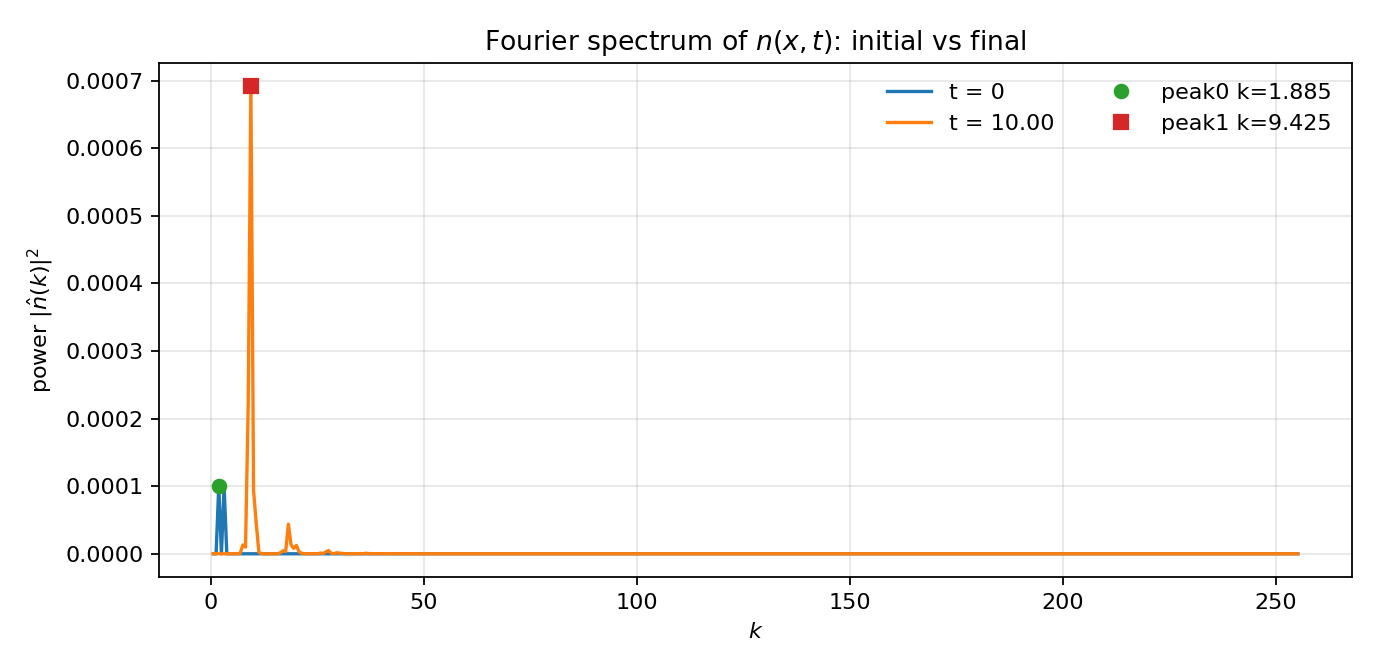 Fourier spectrum of n(x, t): initial vs final
t = 0
t = 10.00
peak0 k=1.885
peak1 k=9.425
0.0007
0.0006
0.0005
0.0004
0.0003
0.0002
0.0001
0.0000
power |n̂(k)|²
0 50 100 150 200 250
k